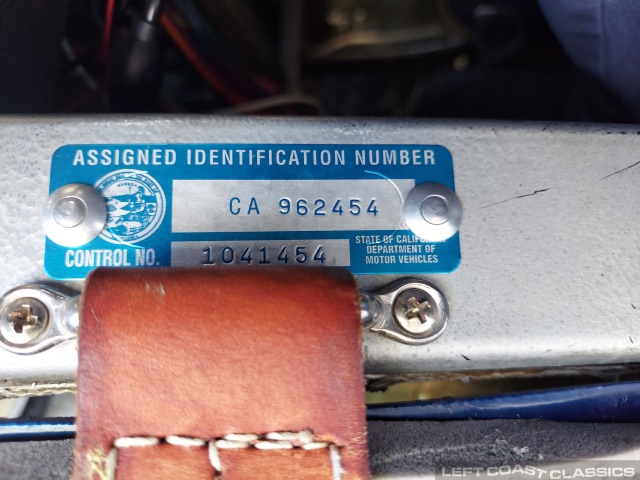 ASSIGNED IDENTIFICATION NUMBER
CA 962454
CONTROL NO. 1041454
STATE OF CALIFORNIA
DEPARTMENT OF
MOTOR VEHICLES
LEFT COAST CLASSICS